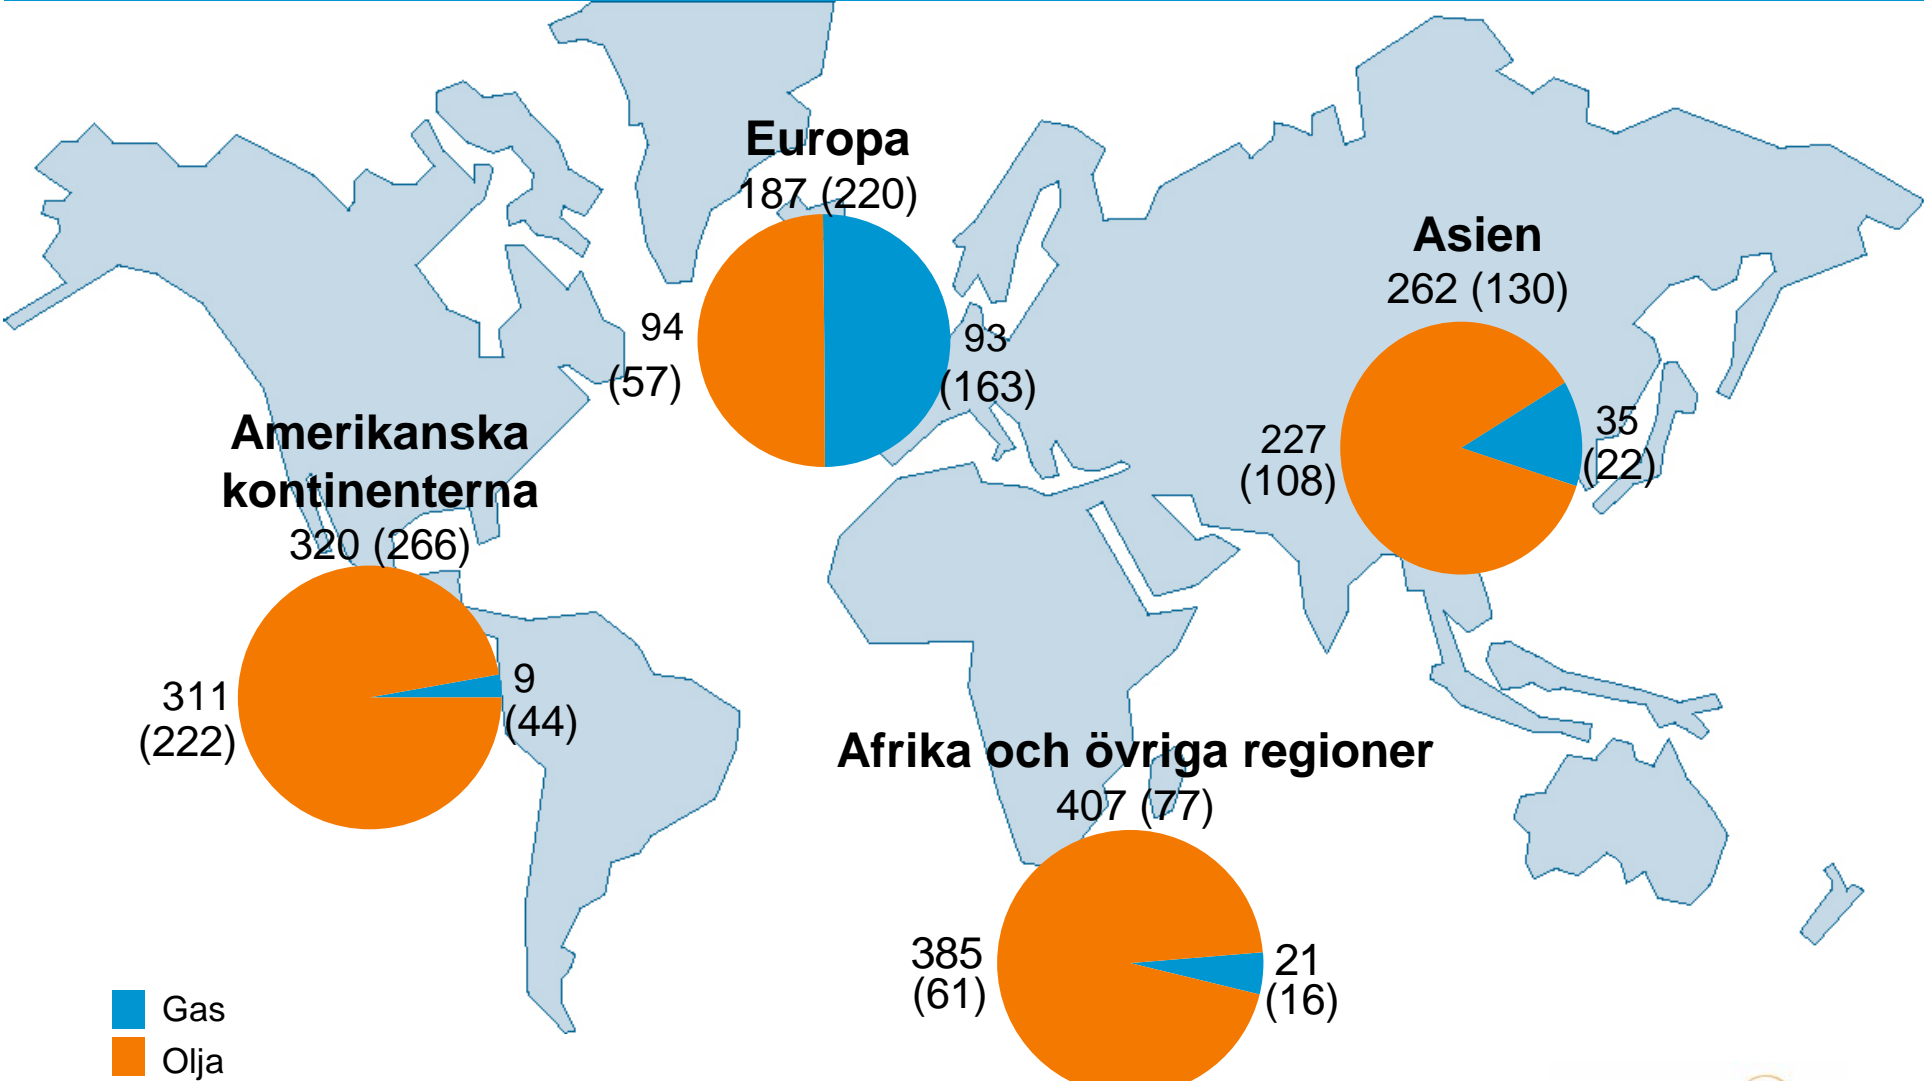 Europa
187 (220)
94
(57)
93
(163)
Asien
262 (130)
227
(108)
35
(22)
Amerikanska
kontinenterna
320 (266)
311
(222)
9
(44)
Afrika och övriga regioner
407 (77)
385
(61)
21
(16)
Gas
Olja